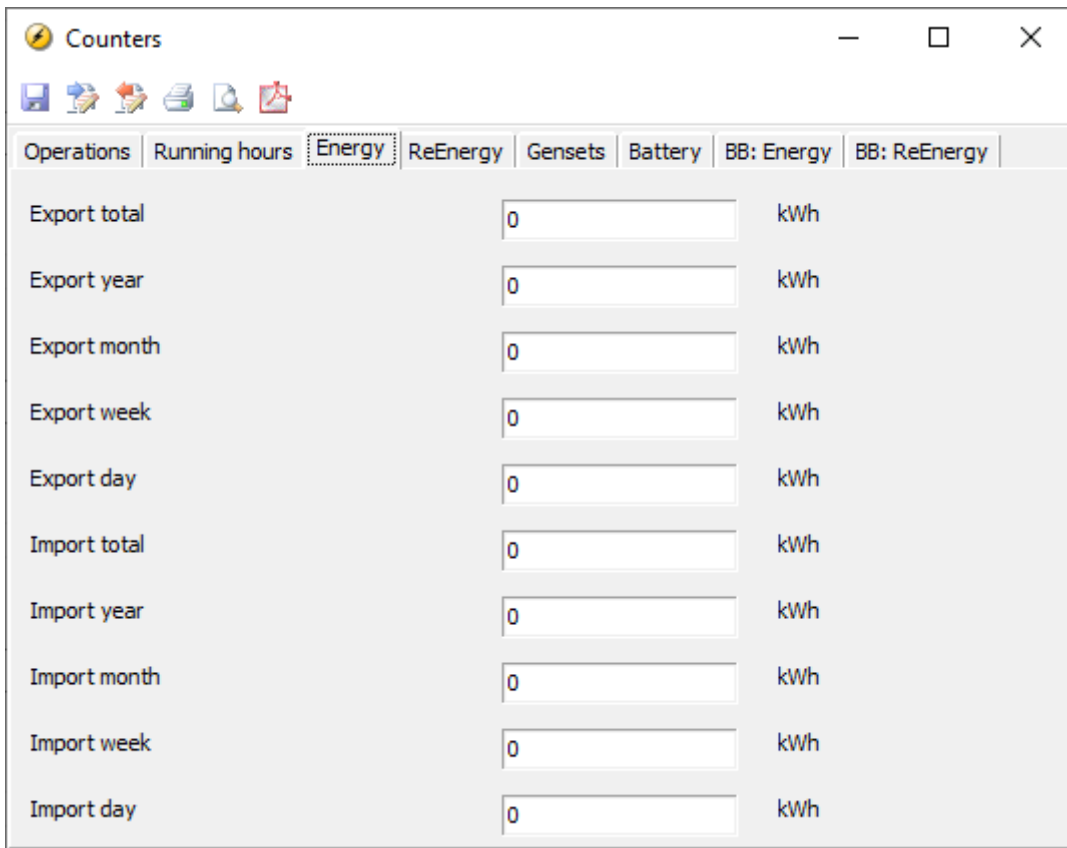 Counters
Operations Running hours Energy ReEnergy Gensets Battery BB: Energy BB: ReEnergy
Export total 0 kWh
Export year 0 kWh
Export month 0 kWh
Export week 0 kWh
Export day 0 kWh
Import total 0 kWh
Import year 0 kWh
Import month 0 kWh
Import week 0 kWh
Import day 0 kWh